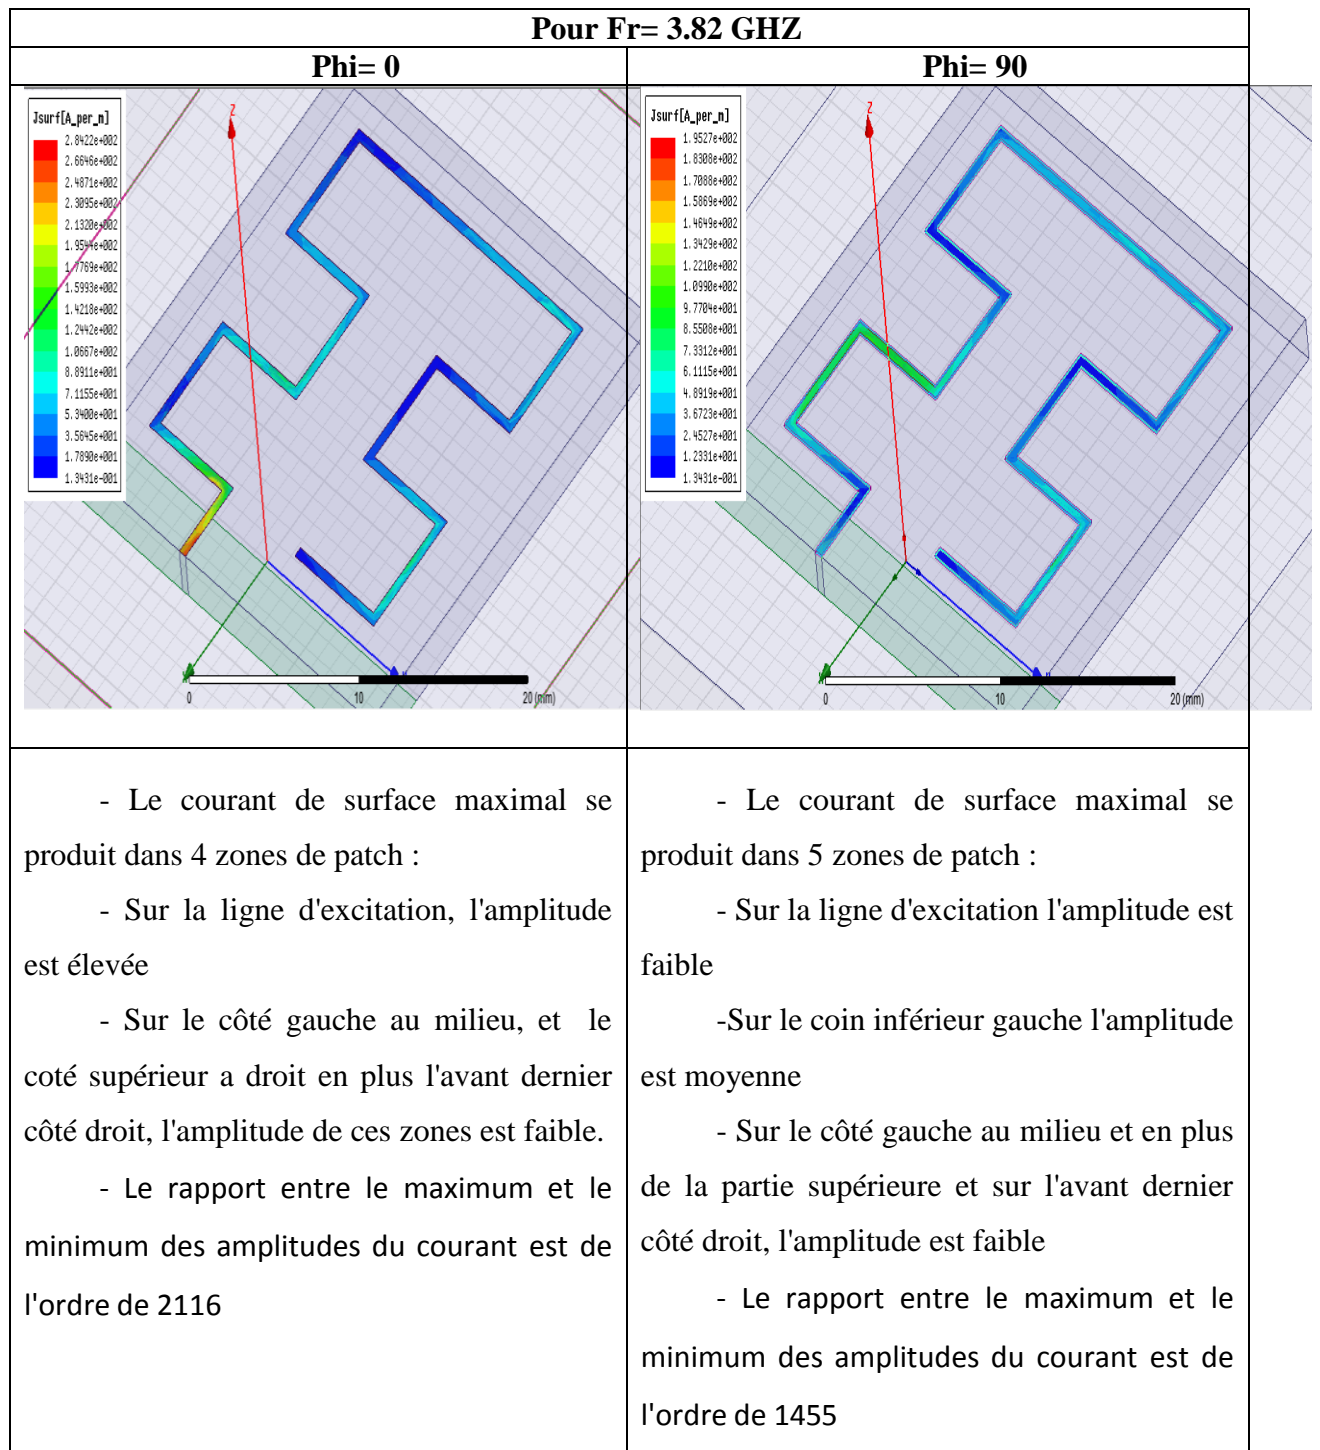 Pour Fr= 3.82 GHZ
Phi= 0
Phi= 90
Jsurf[A_per_m]
2.8422e+002
2.6646e+002
2.4871e+002
2.3095e+002
2.1320e+002
1.9544e+002
1.7769e+002
1.5993e+002
1.4218e+002
1.2442e+002
1.0667e+002
8.8911e+001
7.1155e+001
5.3400e+001
3.5645e+001
1.7890e+001
1.3431e-001
Z
0
10
20 (mm)
Jsurf[A_per_m]
1.9527e+002
1.8308e+002
1.7088e+002
1.5869e+002
1.4649e+002
1.3429e+002
1.2210e+002
1.0990e+002
9.7704e+001
8.5508e+001
7.3312e+001
6.1115e+001
4.8919e+001
3.6723e+001
2.4527e+001
1.2331e+001
1.3431e-001
Z
0
10
20 (mm)
- Le courant de surface maximal se
produit dans 4 zones de patch :
- Sur la ligne d'excitation, l'amplitude
est élevée
- Sur le côté gauche au milieu, et le
coté supérieur a droit en plus l'avant dernier
côté droit, l'amplitude de ces zones est faible.
- Le rapport entre le maximum et le
minimum des amplitudes du courant est de
l'ordre de 2116
- Le courant de surface maximal se
produit dans 5 zones de patch :
- Sur la ligne d'excitation l'amplitude est
faible
-Sur le coin inférieur gauche l'amplitude
est moyenne
- Sur le côté gauche au milieu et en plus
de la partie supérieure et sur l'avant dernier
côté droit, l'amplitude est faible
- Le rapport entre le maximum et le
minimum des amplitudes du courant est de
l'ordre de 1455